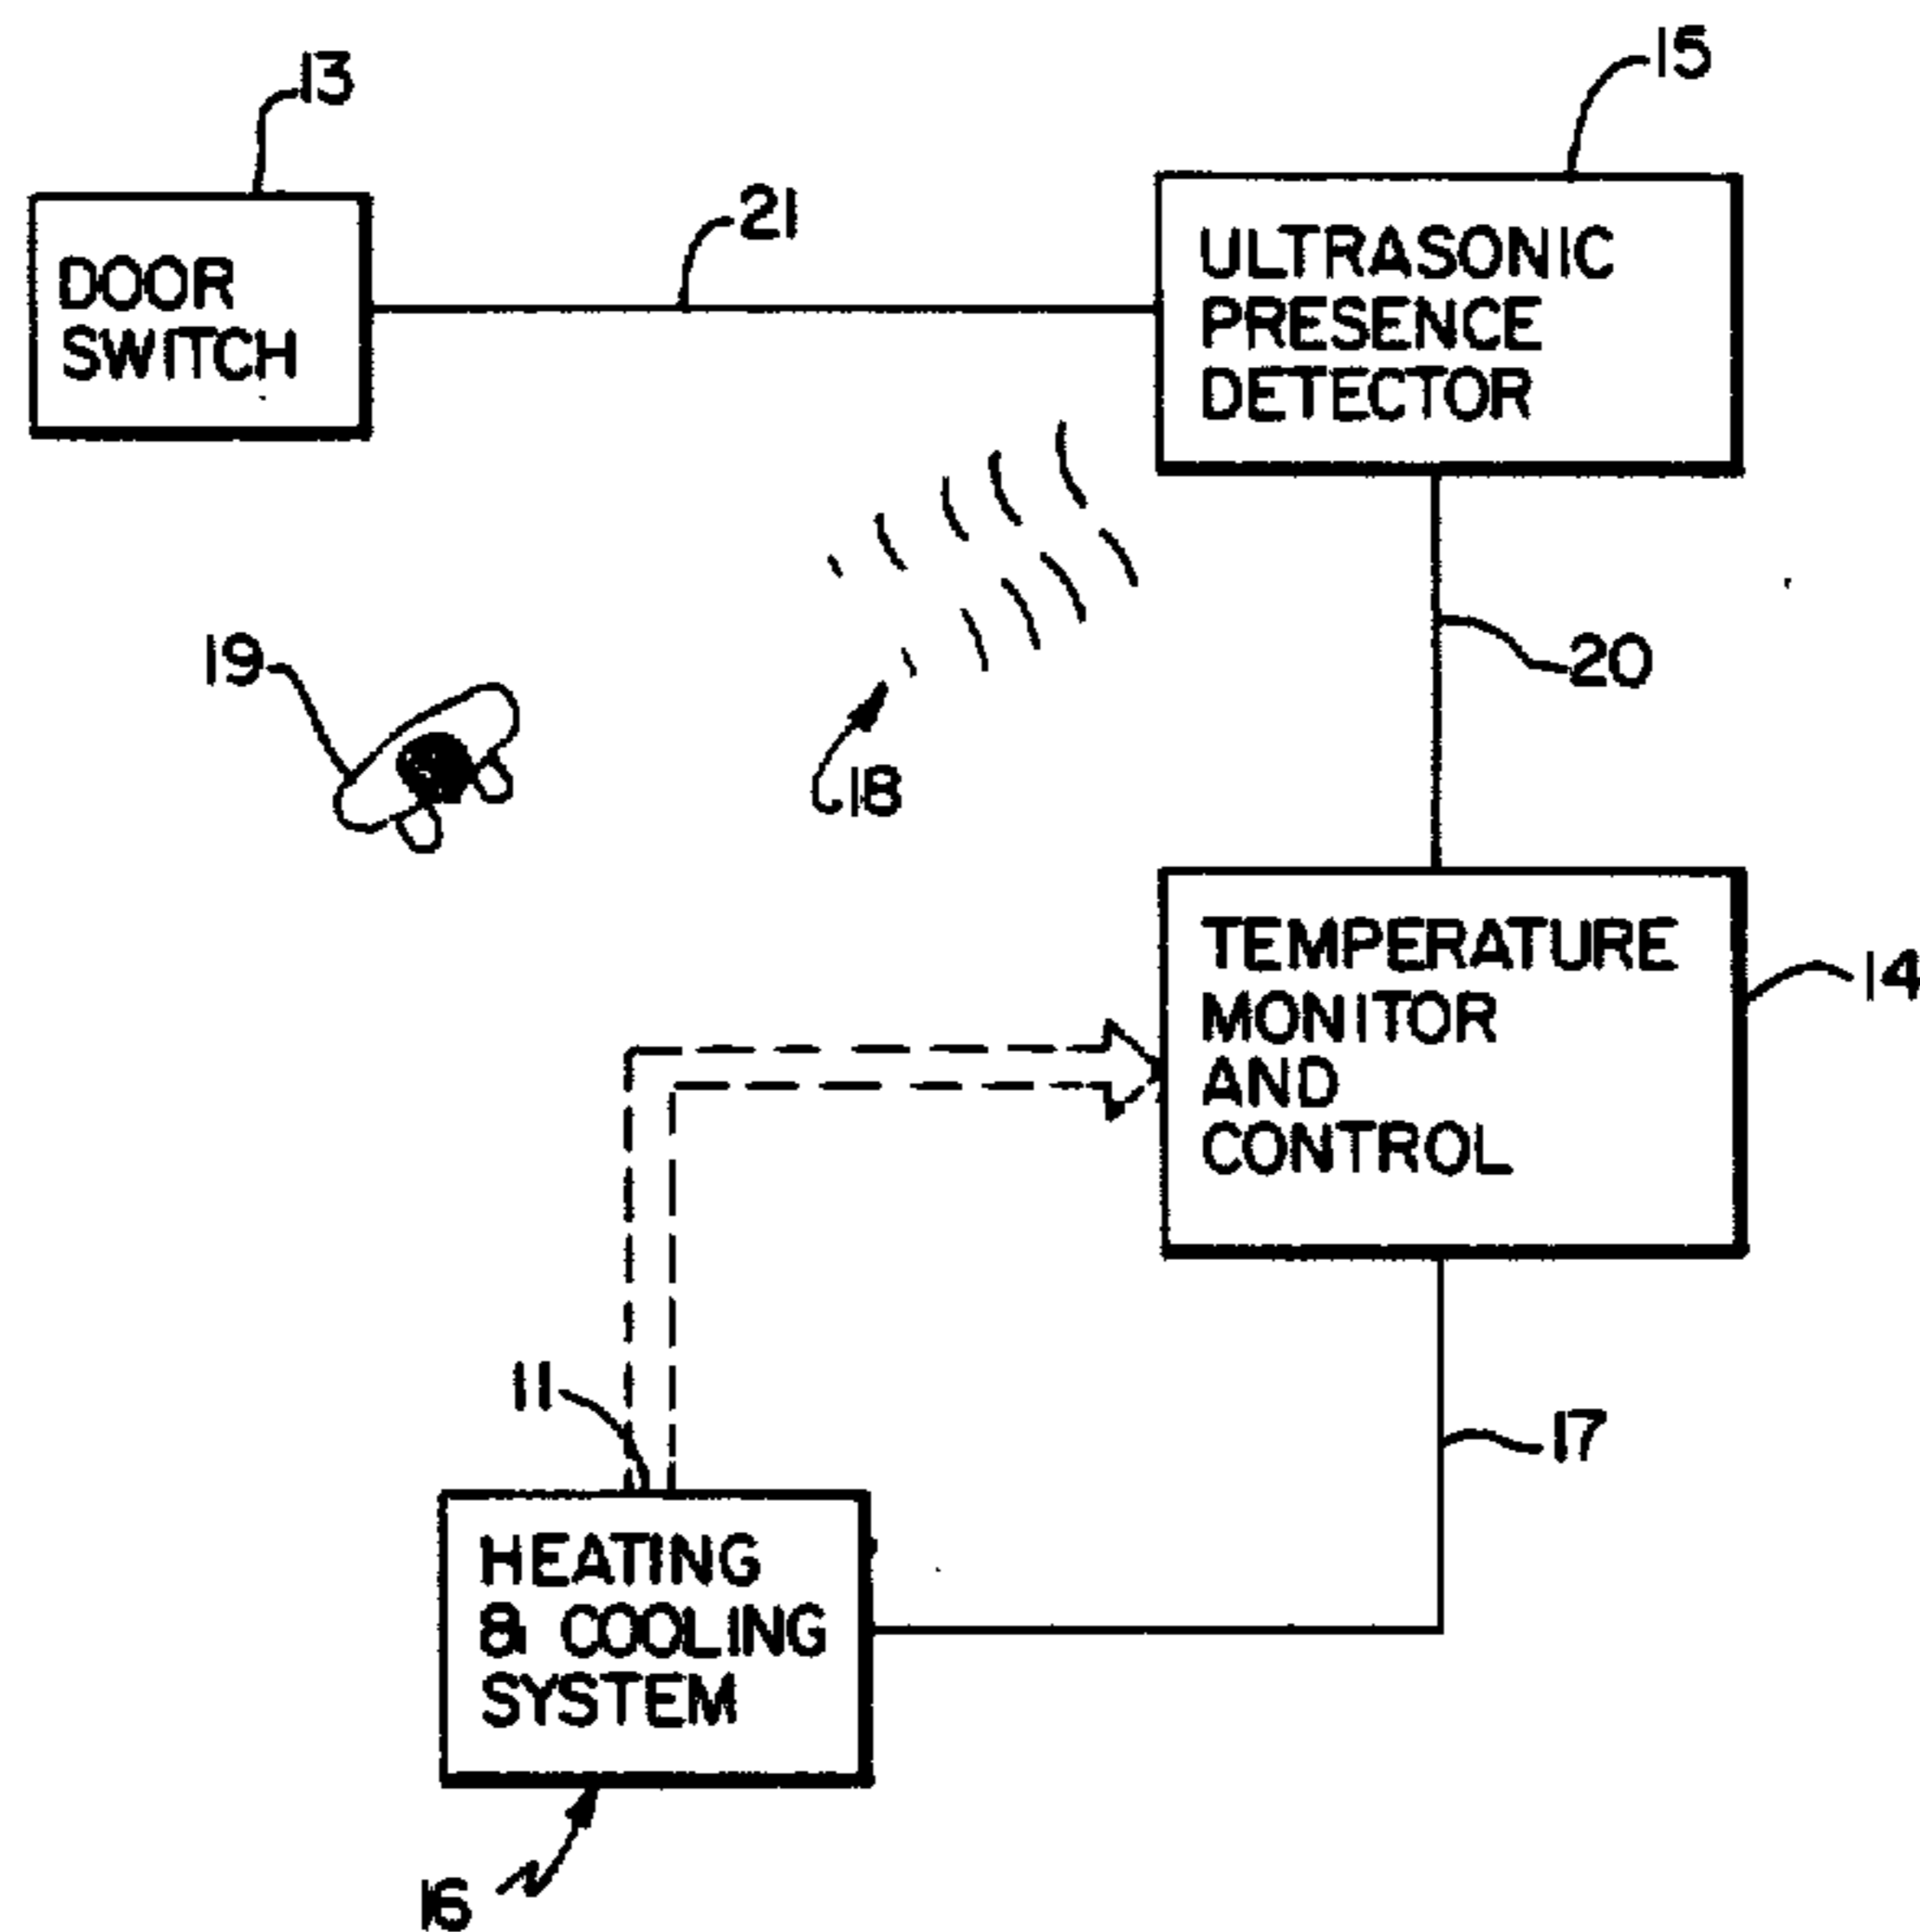 13
15
DOOR
SWITCH
21
ULTRASONIC
PRESENCE
DETECTOR
19
18
20
TEMPERATURE
MONITOR
AND
CONTROL
14
11
17
HEATING
& COOLING
SYSTEM
16